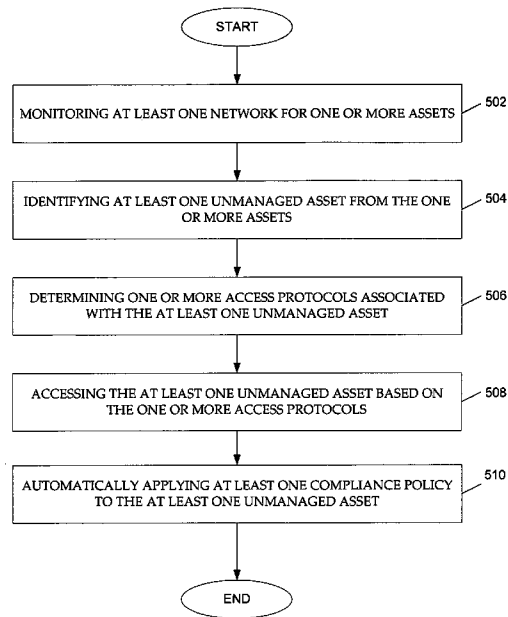 START
MONITORING AT LEAST ONE NETWORK FOR ONE OR MORE ASSETS
502
IDENTIFYING AT LEAST ONE UNMANAGED ASSET FROM THE ONE
OR MORE ASSETS
504
DETERMINING ONE OR MORE ACCESS PROTOCOLS ASSOCIATED
WITH THE AT LEAST ONE UNMANAGED ASSET
506
ACCESSING THE AT LEAST ONE UNMANAGED ASSET BASED ON
THE ONE OR MORE ACCESS PROTOCOLS
508
AUTOMATICALLY APPLYING AT LEAST ONE COMPLIANCE POLICY
TO THE AT LEAST ONE UNMANAGED ASSET
510
END